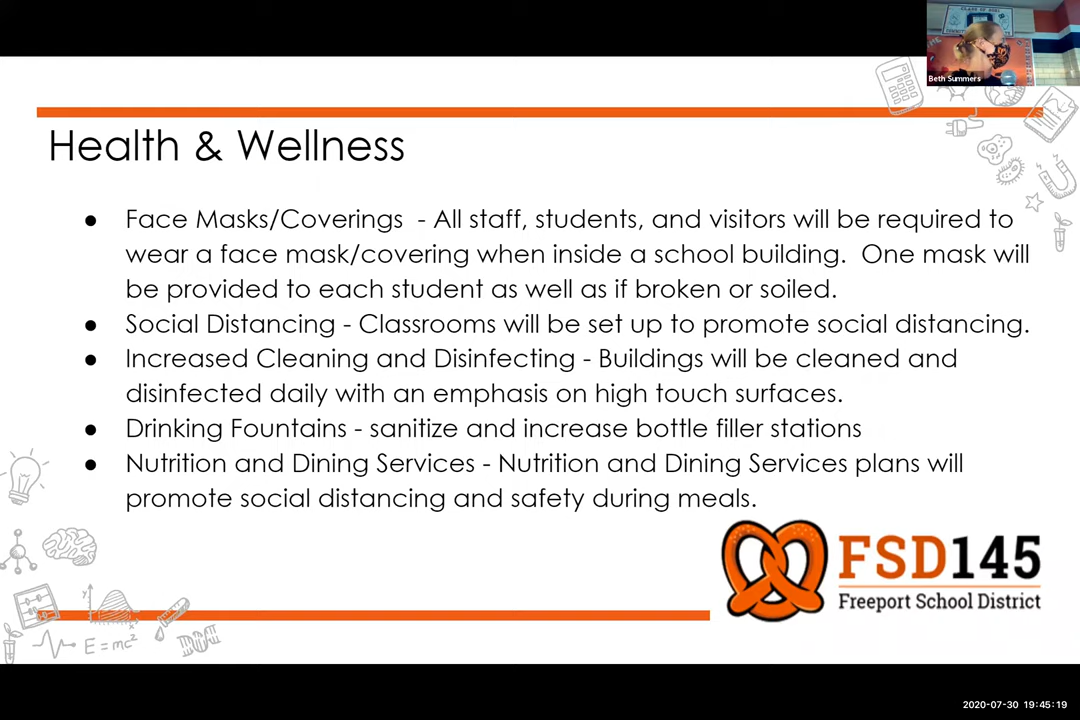 CLASS OF 2021
Beth Summers
Health & Wellness
● Face Masks/Coverings - All staff, students, and visitors will be required to
wear a face mask/covering when inside a school building. One mask will
be provided to each student as well as if broken or soiled.
● Social Distancing - Classrooms will be set up to promote social distancing.
● Increased Cleaning and Disinfecting - Buildings will be cleaned and
disinfected daily with an emphasis on high touch surfaces.
● Drinking Fountains - sanitize and increase bottle filler stations
● Nutrition and Dining Services - Nutrition and Dining Services plans will
promote social distancing and safety during meals.
FSD145
Freeport School District
y
x
E=mc²
2020-07-30 19:45:19